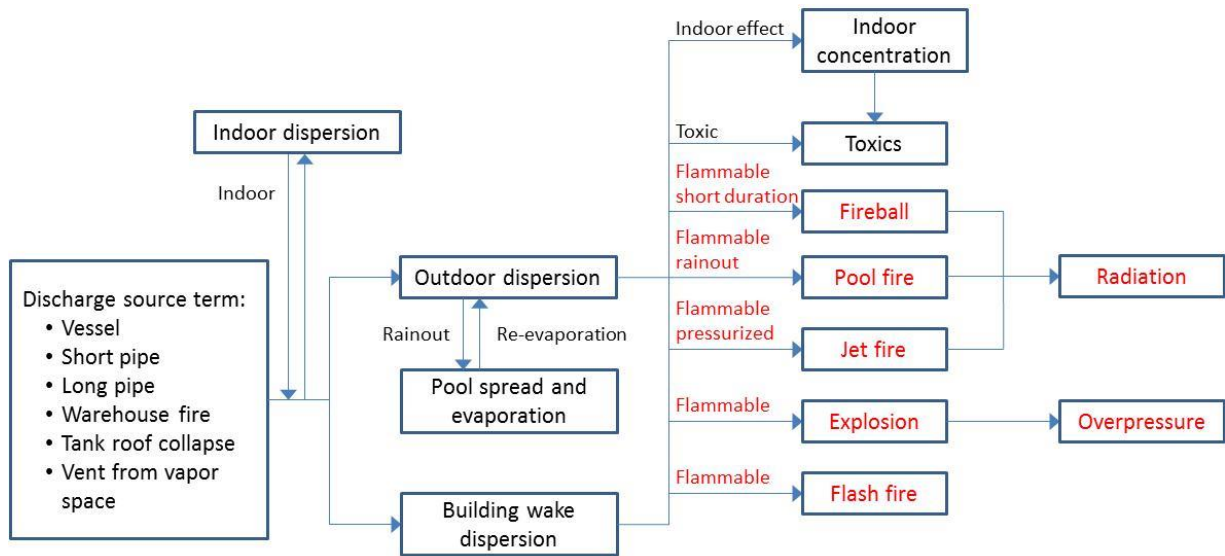 Indoor effect
Indoor
concentration
Indoor dispersion
Toxic
Toxics
Indoor
Flammable
short duration
Fireball
Flammable
rainout
Discharge source term:
• Vessel
• Short pipe
• Long pipe
• Warehouse fire
• Tank roof collapse
• Vent from vapor
space
Outdoor dispersion
Pool fire
Radiation
Rainout
Re-evaporation
Flammable
pressurized
Jet fire
Pool spread and
evaporation
Flammable
Explosion
Overpressure
Flammable
Flash fire
Building wake
dispersion